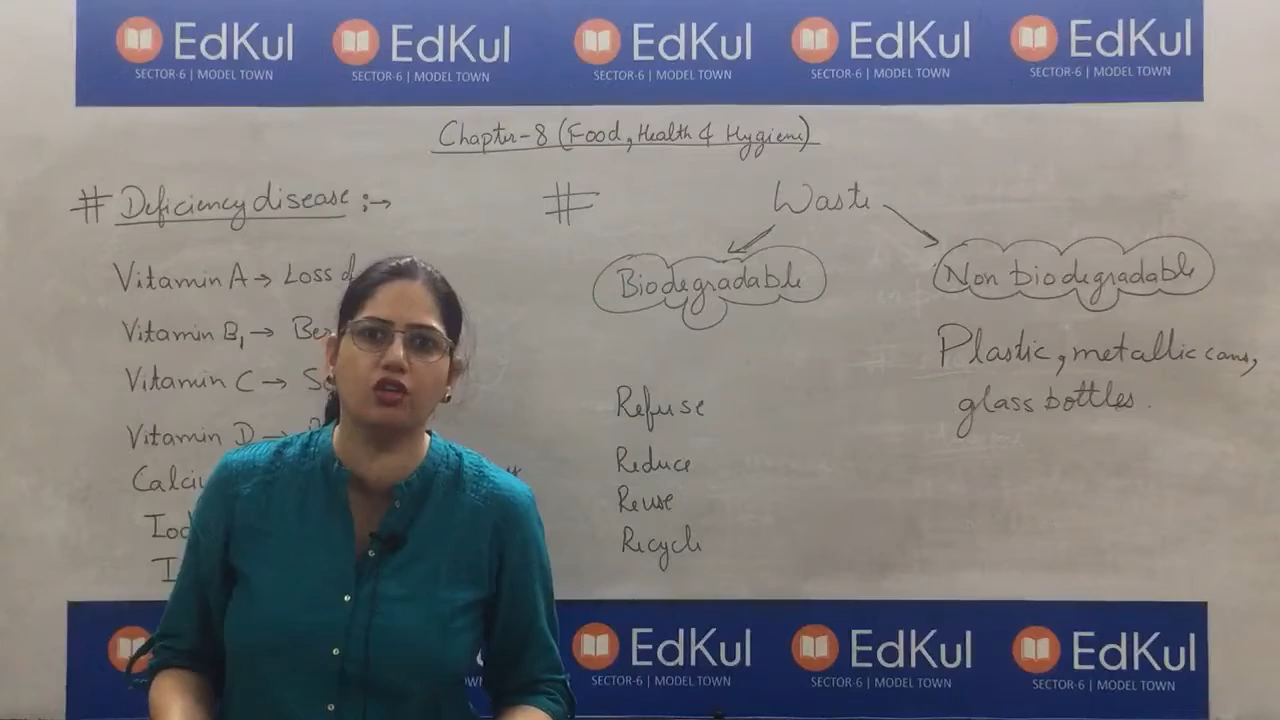 EdKul EdKul EdKul EdKul EdKul
SECTOR-6 | MODEL TOWN SECTOR-6 | MODEL TOWN SECTOR-6 | MODEL TOWN SECTOR-6 | MODEL TOWN SECTOR-6 | MODEL TOWN
Chapter-8 (Food, Health & Hygiene)
# Deficiency disease :→
Vitamin A → Loss
Vitamin B₁ →
Vitamin C →
Vitamin D →
# Waste
Biodegradable
Non biodegradable
Plastic, metallic cans,
glass bottles.
Refuse
Reduce
Reuse
Recycle
EdKul EdKul EdKul
SECTOR-6 | MODEL TOWN SECTOR-6 | MODEL TOWN SECTOR-6 | MODEL TOWN